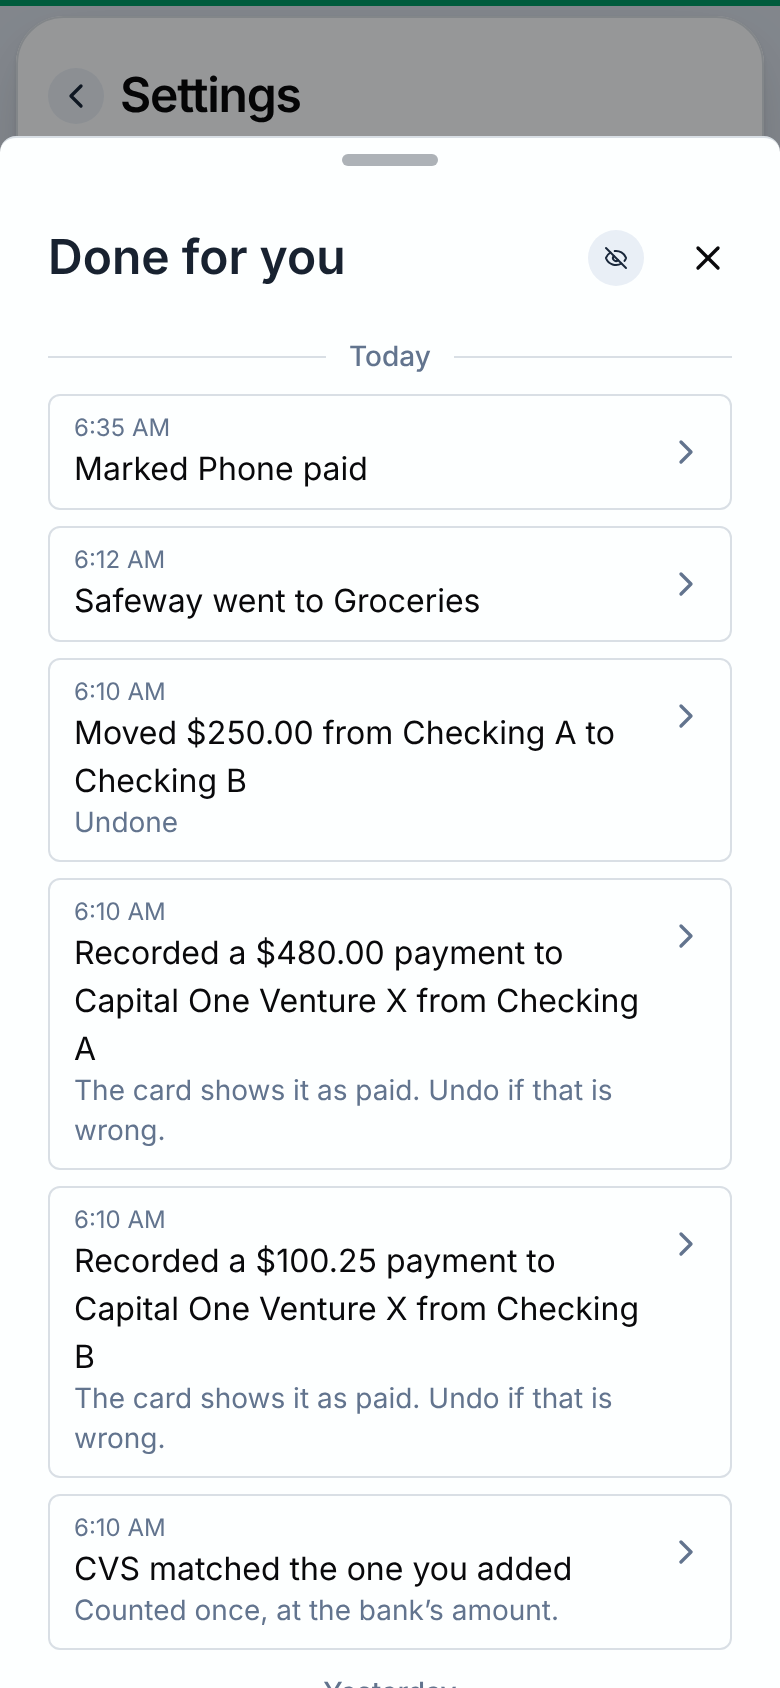 Settings
Done for you
Today
6:35 AM
Marked Phone paid
6:12 AM
Safeway went to Groceries
6:10 AM
Moved $250.00 from Checking A to
Checking B
Undone
6:10 AM
Recorded a $480.00 payment to
Capital One Venture X from Checking
A
The card shows it as paid. Undo if that is
wrong.
6:10 AM
Recorded a $100.25 payment to
Capital One Venture X from Checking
B
The card shows it as paid. Undo if that is
wrong.
6:10 AM
CVS matched the one you added
Counted once, at the bank’s amount.
Yesterday